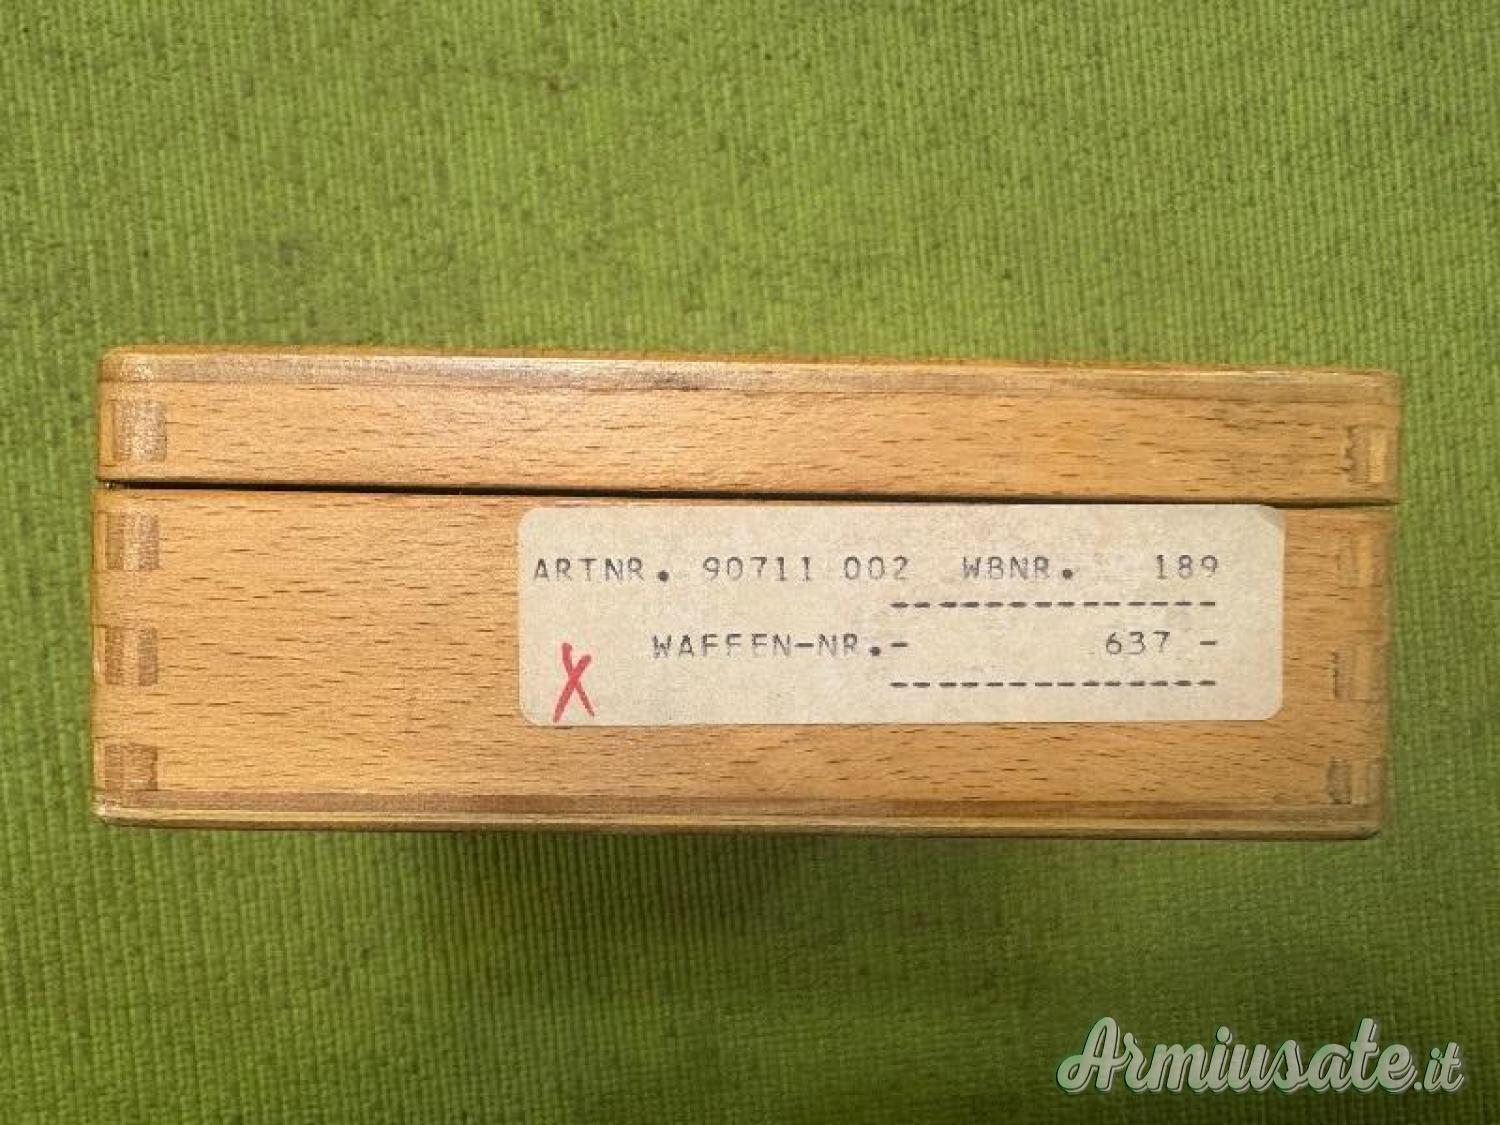 ARTNR. 90711 002 WBNR. 189
--------------
WAFFEN-NR.- 637 -
--------------
X
Armiusate.it